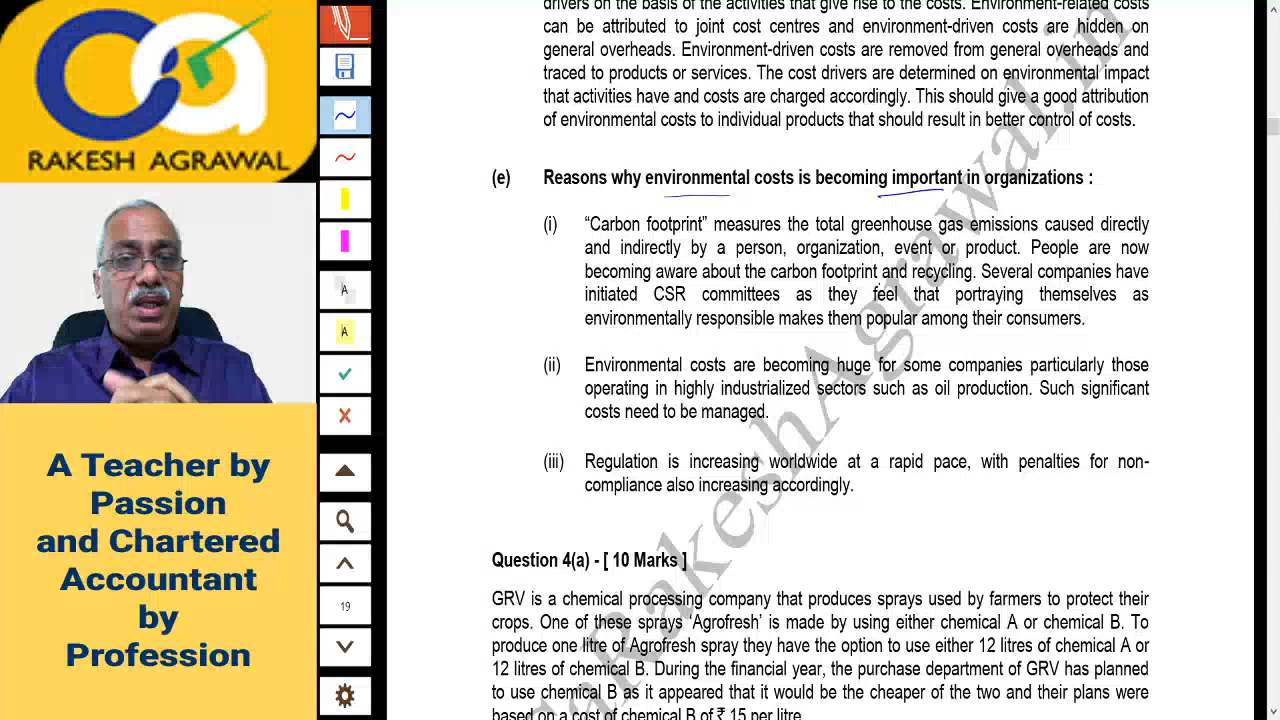 RAKESH AGRAWAL
A Teacher by
Passion
and Chartered
Accountant
by
Profession
A
A
19
drivers on the basis of the activities that give rise to the costs. Environment-related costs
can be attributed to joint cost centres and environment-driven costs are hidden on
general overheads. Environment-driven costs are removed from general overheads and
traced to products or services. The cost drivers are determined on environmental impact
that activities have and costs are charged accordingly. This should give a good attribution
of environmental costs to individual products that should result in better control of costs.
(e) Reasons why environmental costs is becoming important in organizations :
(i) “Carbon footprint” measures the total greenhouse gas emissions caused directly
and indirectly by a person, organization, event or product. People are now
becoming aware about the carbon footprint and recycling. Several companies have
initiated CSR committees as they feel that portraying themselves as
environmentally responsible makes them popular among their consumers.
(ii) Environmental costs are becoming huge for some companies particularly those
operating in highly industrialized sectors such as oil production. Such significant
costs need to be managed.
(iii) Regulation is increasing worldwide at a rapid pace, with penalties for non-
compliance also increasing accordingly.
Question 4(a) - [ 10 Marks ]
GRV is a chemical processing company that produces sprays used by farmers to protect their
crops. One of these sprays ‘Agrofresh’ is made by using either chemical A or chemical B. To
produce one litre of Agrofresh spray they have the option to use either 12 litres of chemical A or
12 litres of chemical B. During the financial year, the purchase department of GRV has planned
to use chemical B as it appeared that it would be the cheaper of the two and their plans were
based on a cost of chemical B of ₹ 15 per litre.
CaRakeshAgrawal.in